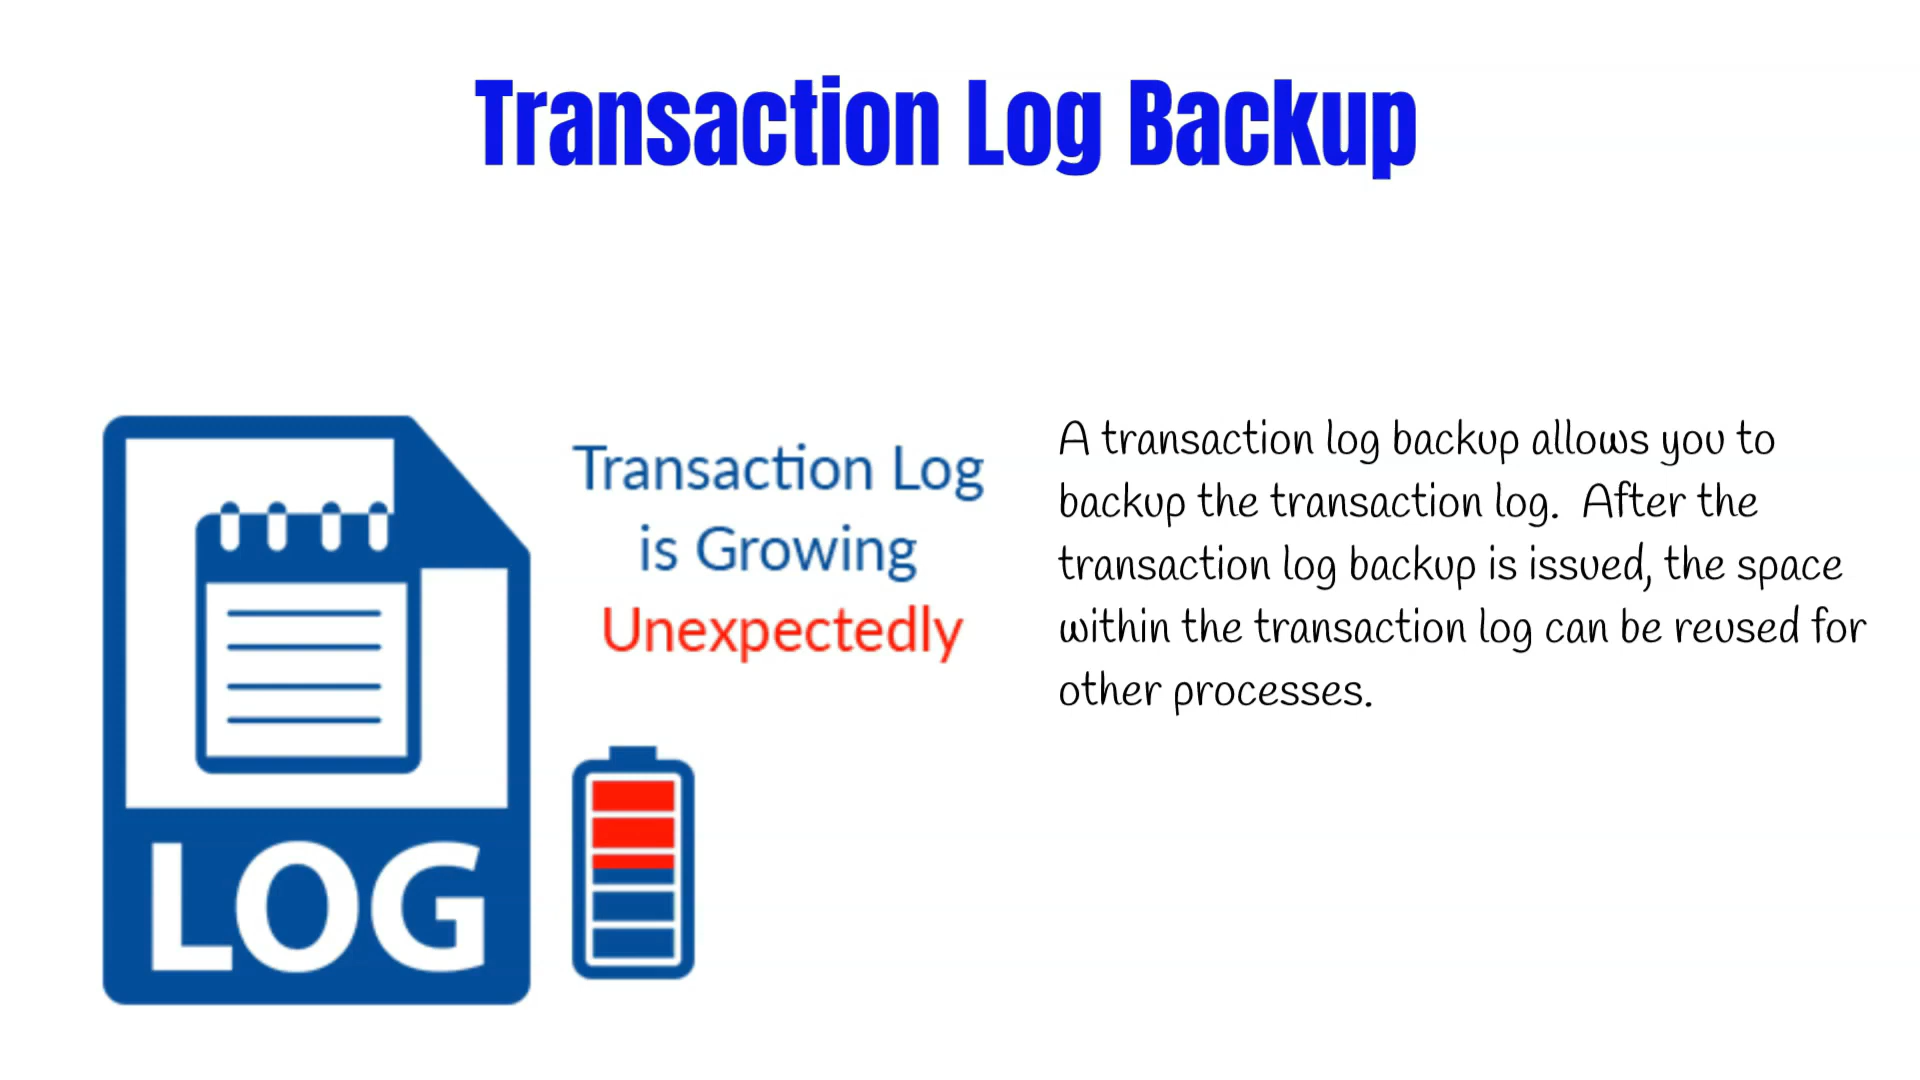 Transaction Log Backup
Transaction Log
is Growing
Unexpectedly
A transaction log backup allows you to
backup the transaction log.  After the
transaction log backup is issued, the space
within the transaction log can be reused for
other processes.
LOG